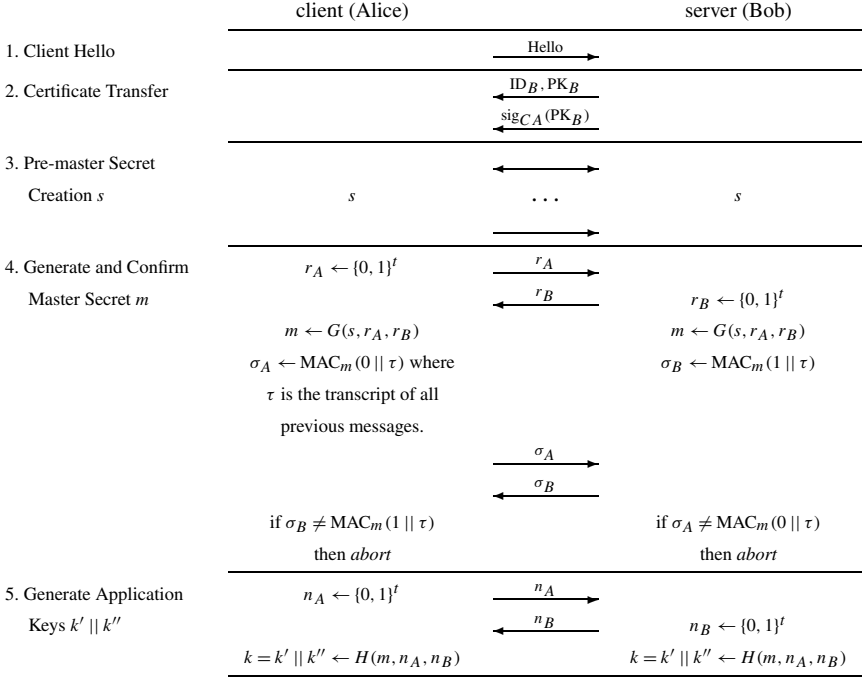 client (Alice) server (Bob)
1. Client Hello Hello
2. Certificate Transfer ID_B, PK_B
sig_{CA}(PK_B)
3. Pre-master Secret
Creation s s ... s
4. Generate and Confirm r_A ← {0, 1}^t r_A
Master Secret m r_B r_B ← {0, 1}^t
m ← G(s, r_A, r_B) m ← G(s, r_A, r_B)
σ_A ← MAC_m(0 || τ) where σ_B ← MAC_m(1 || τ)
τ is the transcript of all
previous messages.
σ_A
σ_B
if σ_B ≠ MAC_m(1 || τ) if σ_A ≠ MAC_m(0 || τ)
then abort then abort
5. Generate Application n_A ← {0, 1}^t n_A
Keys k′ || k″ n_B n_B ← {0, 1}^t
k = k′ || k″ ← H(m, n_A, n_B) k = k′ || k″ ← H(m, n_A, n_B)